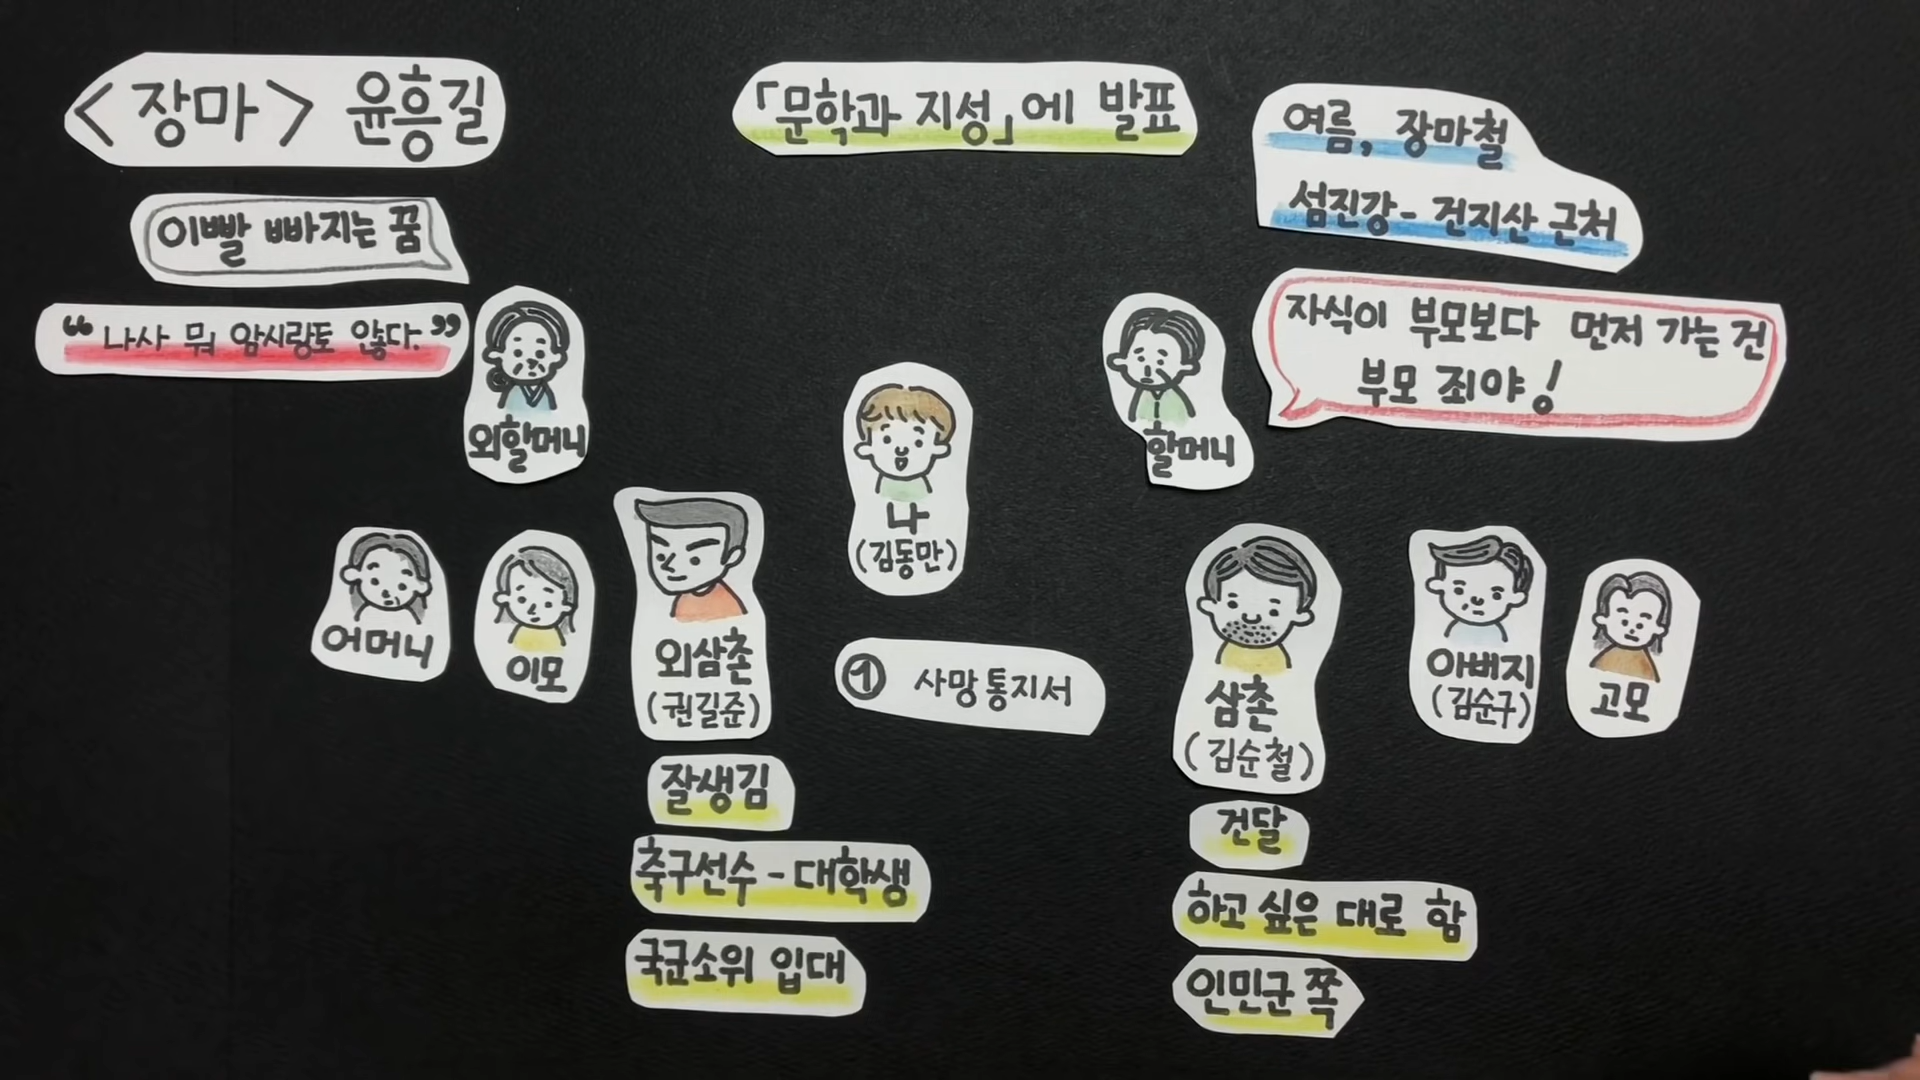 <장마> 윤흥길
「문학과 지성」에 발표
여름, 장마철
섬진강 - 건지산 근처
이빨 빠지는 꿈
"나사 뭐 암시랑토 않다."
외할머니
할머니
자식이 부모보다 먼저 가는 건
부모 죄야!
나
(김동만)
어머니
이모
외삼촌
(권길준)
① 사망통지서
삼촌
(김순철)
아버지
(김순구)
고모
잘생김
축구선수 - 대학생
국군소위 입대
건달
하고 싶은 대로 함
인민군 쪽